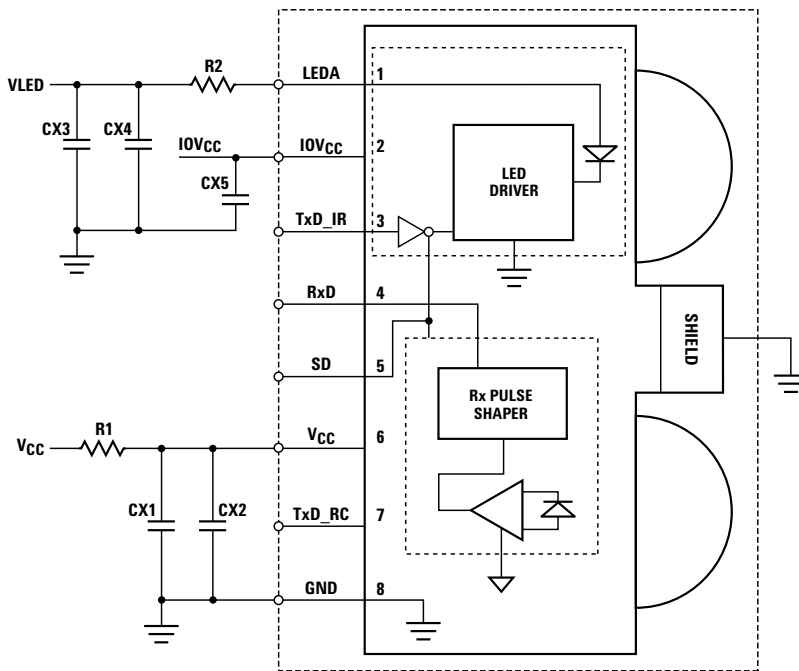 VLED
R2
LEDA
1
CX3
CX4
IOVCC
IOVCC
2
CX5
LED
DRIVER
TxD_IR
3
RxD
4
SHIELD
SD
5
Rx PULSE
SHAPER
VCC
R1
VCC
6
CX1
CX2
TxD_RC
7
GND
8